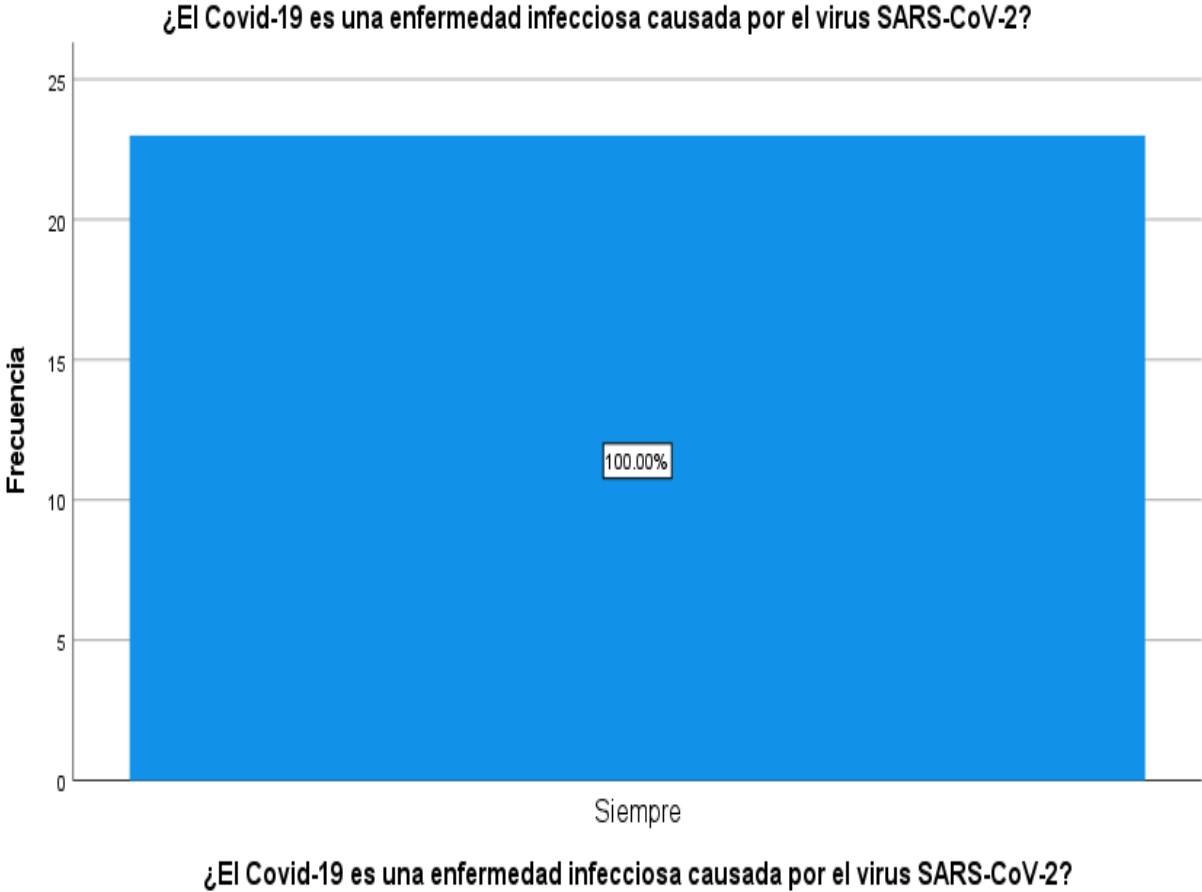 ¿El Covid-19 es una enfermedad infecciosa causada por el virus SARS-CoV-2?
25
20
15
10
5
0
Frecuencia
100.00%
Siempre
¿El Covid-19 es una enfermedad infecciosa causada por el virus SARS-CoV-2?